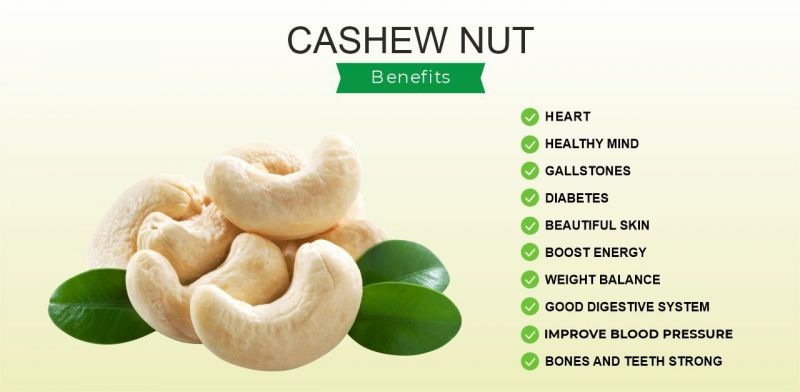 CASHEW NUT
Benefits
HEART
HEALTHY MIND
GALLSTONES
DIABETES
BEAUTIFUL SKIN
BOOST ENERGY
WEIGHT BALANCE
GOOD DIGESTIVE SYSTEM
IMPROVE BLOOD PRESSURE
BONES AND TEETH STRONG